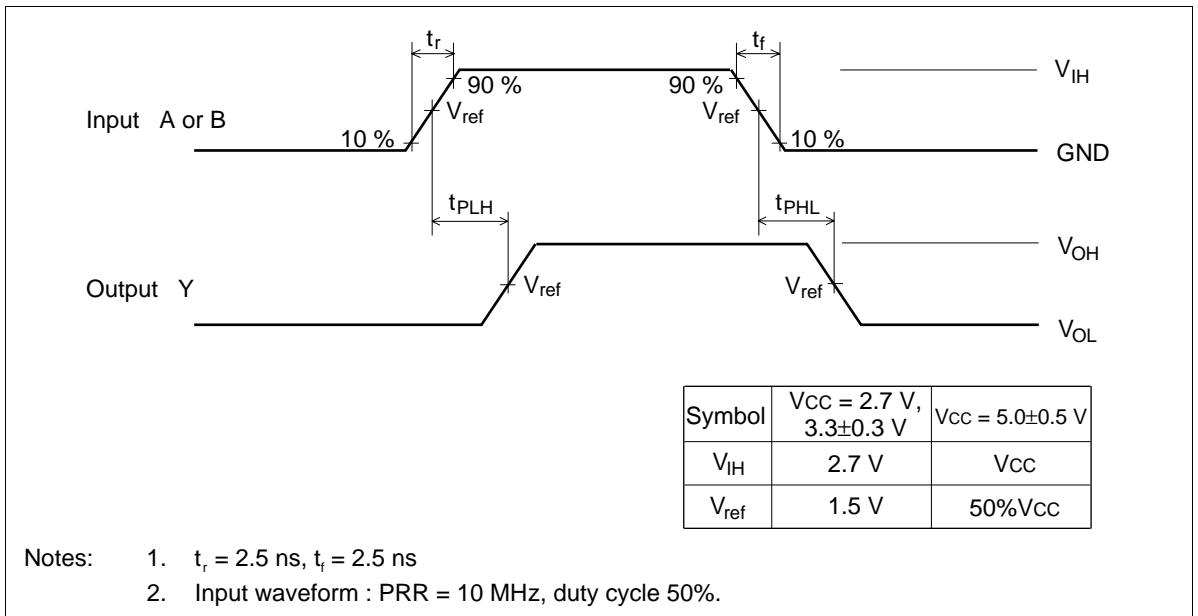 tr
tf
90 %
90 %
VIH
Input A or B
Vref
Vref
10 %
10 %
GND
tPLH
tPHL
VOH
Output Y
Vref
Vref
VOL
Symbol
VCC = 2.7 V,
3.3±0.3 V
VCC = 5.0±0.5 V
VIH
2.7 V
VCC
Vref
1.5 V
50%VCC
Notes: 1. tr = 2.5 ns, tf = 2.5 ns
2. Input waveform : PRR = 10 MHz, duty cycle 50%.